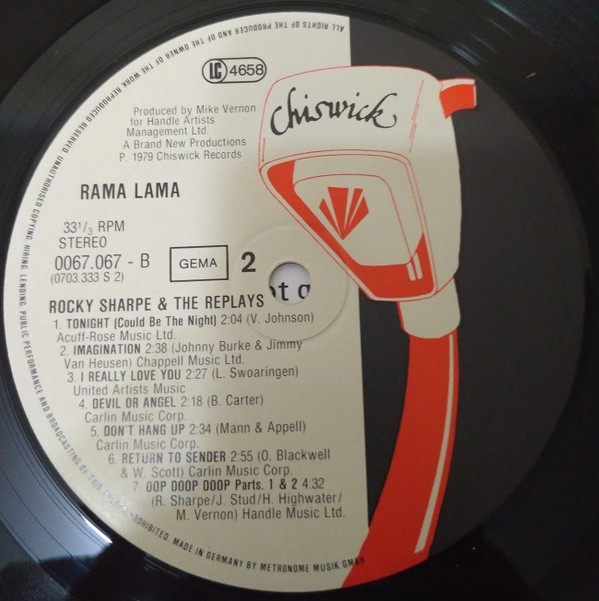 ALL RIGHTS OF THE PRODUCER AND OF THE OWNER OF THE WORK REPRODUCED RESERVED. UNAUTHORISED COPYING, HIRING, LENDING, PUBLIC PERFORMANCE AND BROADCASTING OF THIS PROHIBITED. MADE IN GERMANY BY METRONOME MUSIK GMBH
LC 4658
Chiswick
Produced by Mike Vernon
for Handle Artists
Management Ltd.
A Brand New Productions
P. 1979 Chiswick Records
RAMA LAMA
33 1/3 RPM
STEREO
0067.067 - B
(0703.333 S 2)
GEMA
2
ROCKY SHARPE & THE REPLAYS
1. TONIGHT (Could Be The Night) 2:04 (V. Johnson)
Acuff-Rose Music Ltd.
2. IMAGINATION 2:38 (Johnny Burke & Jimmy
Van Heusen) Chappell Music Ltd.
3. I REALLY LOVE YOU 2:27 (L. Swoaringen)
United Artists Music
4. DEVIL OR ANGEL 2:18 (B. Carter)
Carlin Music Corp.
5. DON'T HANG UP 2:34 (Mann & Appell)
Carlin Music Corp.
6. RETURN TO SENDER 2:55 (O. Blackwell
& W. Scott) Carlin Music Corp.
7. OOP DOOP DOOP Parts. 1 & 2 4:32
(R. Sharpe/J. Stud/H. Highwater/
M. Vernon) Handle Music Ltd.